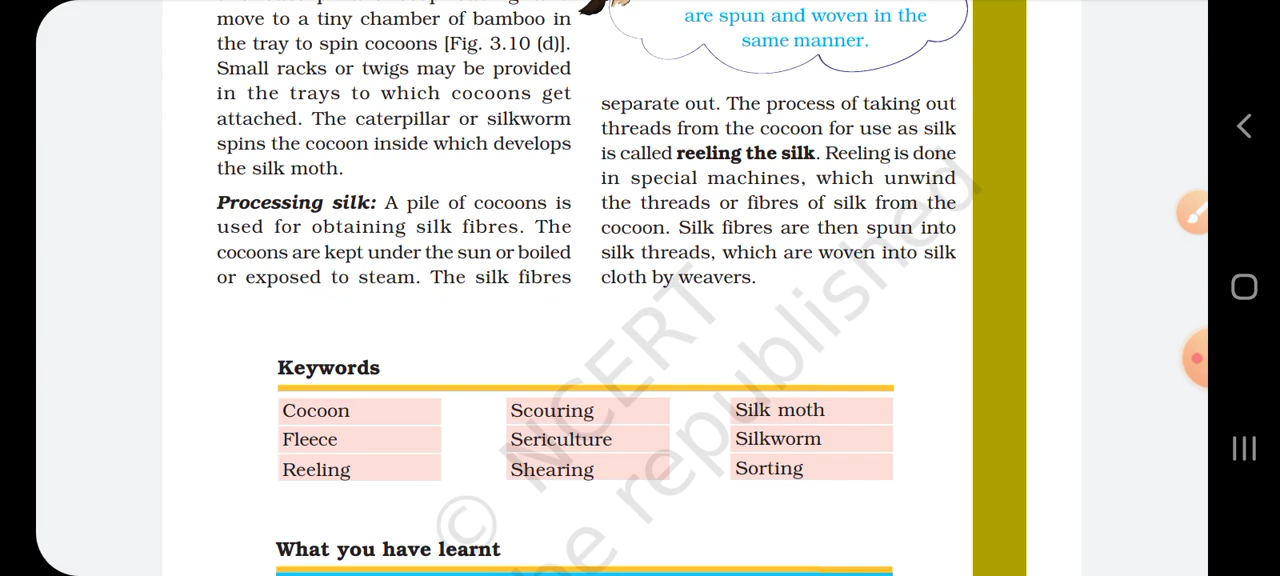 move to a tiny chamber of bamboo in
the tray to spin cocoons [Fig. 3.10 (d)].
Small racks or twigs may be provided
in the trays to which cocoons get
attached. The caterpillar or silkworm
spins the cocoon inside which develops
the silk moth.
Processing silk: A pile of cocoons is
used for obtaining silk fibres. The
cocoons are kept under the sun or boiled
or exposed to steam. The silk fibres
are spun and woven in the
same manner.
separate out. The process of taking out
threads from the cocoon for use as silk
is called reeling the silk. Reeling is done
in special machines, which unwind
the threads or fibres of silk from the
cocoon. Silk fibres are then spun into
silk threads, which are woven into silk
cloth by weavers.
Keywords
Cocoon Scouring Silk moth
Fleece Sericulture Silkworm
Reeling Shearing Sorting
What you have learnt
© NCERT
be republished